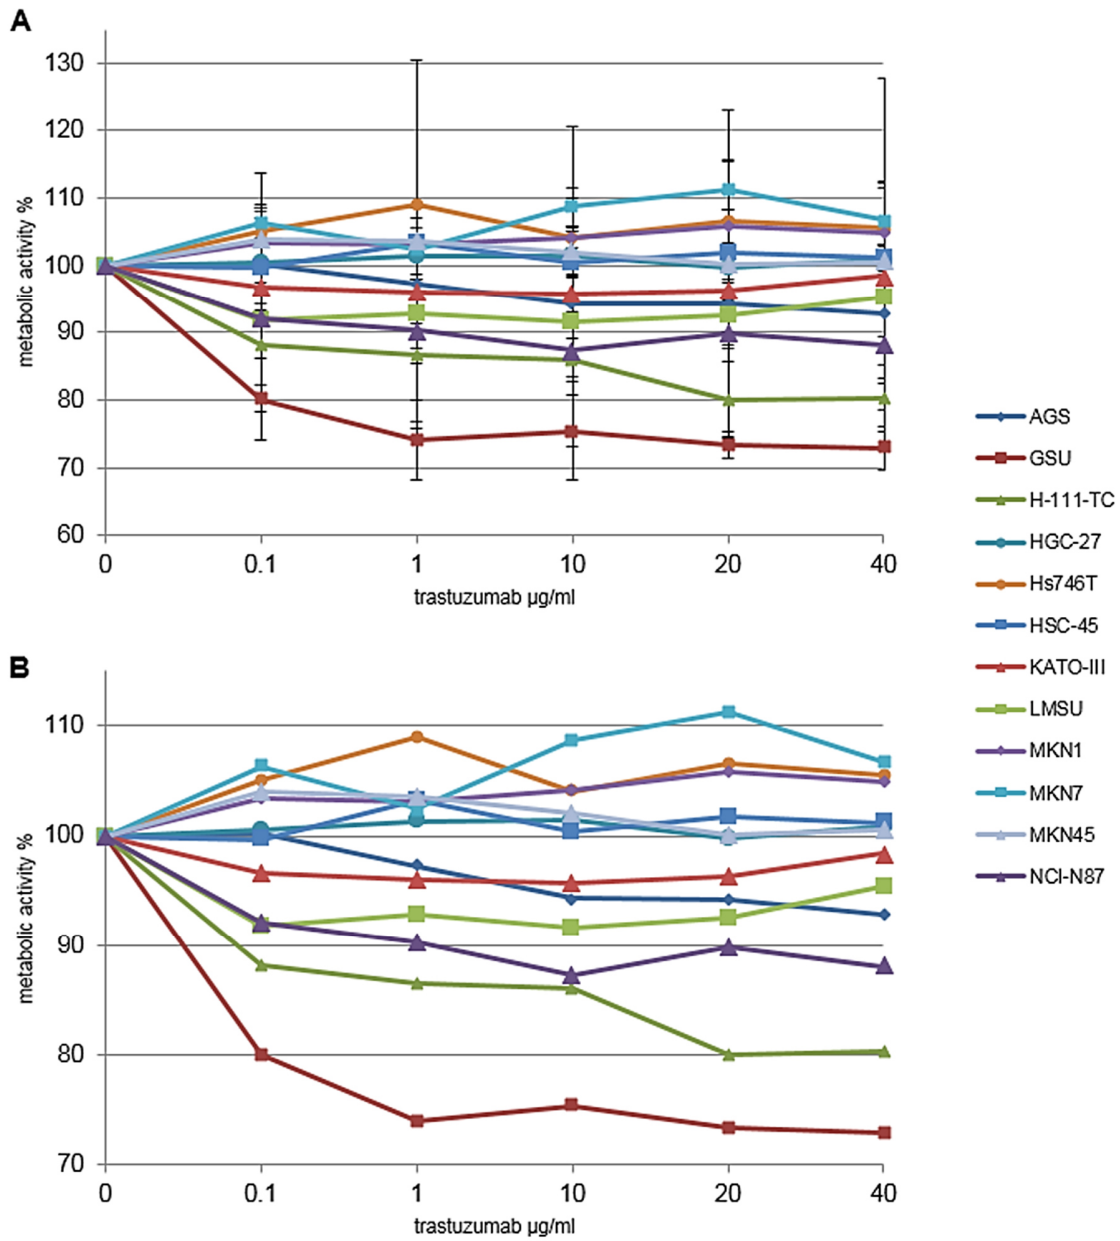 A
130
120
110
100
90
80
70
60
metabolic activity %
0 0.1 1 10 20 40
trastuzumab µg/ml
AGS
GSU
H-111-TC
HGC-27
Hs746T
HSC-45
KATO-III
LMSU
MKN1
MKN7
MKN45
NCI-N87
B
110
100
90
80
70
metabolic activity %
0 0.1 1 10 20 40
trastuzumab µg/ml